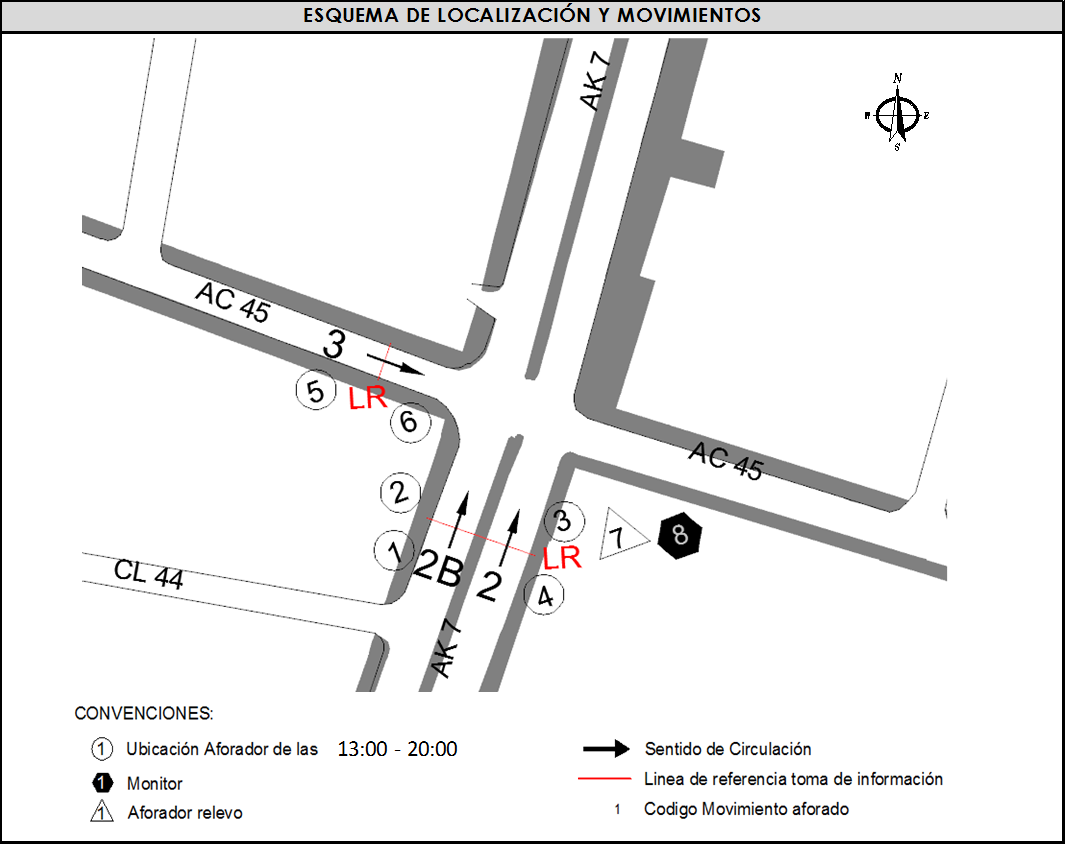 ESQUEMA DE LOCALIZACIÓN Y MOVIMIENTOS
N
W E
S
AK 7
AC 45
3
5
LR
6
AC 45
2
1
2B
2
3
LR
4
7
8
CL 44
AK 7
CONVENCIONES:
1 Ubicación Aforador de las 13:00 - 20:00
1 Monitor
1 Aforador relevo
Sentido de Circulación
Linea de referencia toma de información
1 Codigo Movimiento aforado